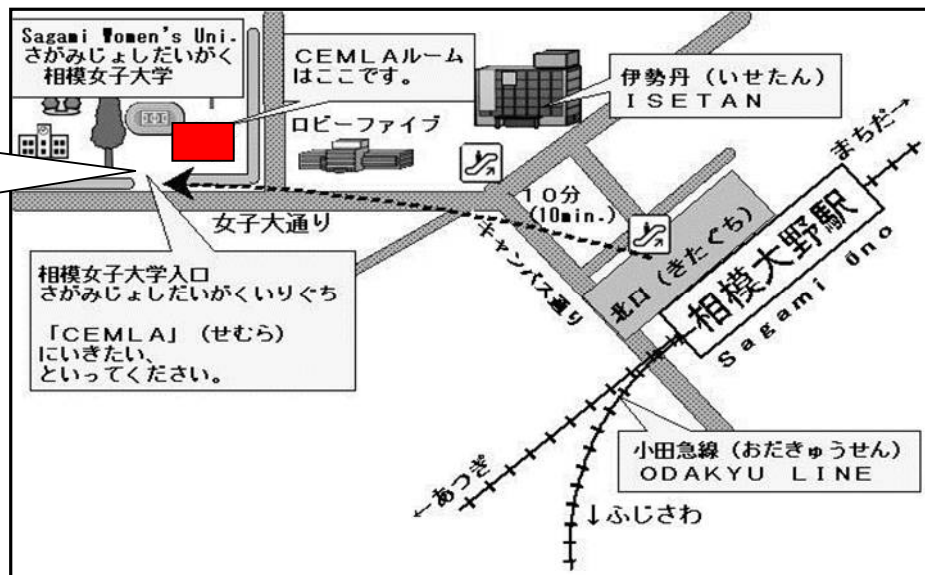 Sagami Women's Uni.
さがみじょしだいがく
相模女子大学
CEMLAルーム
はここです。
伊勢丹（いせたん）
ISETAN
ロビーファイブ
まちだ→
10分
(10min.)
女子大通り
キャンパス通り
北口（きたぐち）
相模大野駅
Sagami Ono
相模女子大学入口
さがみじょしだいがくいりぐち
「CEMLA」（せむら）
にいきたい、
といってください。
小田急線（おだきゅうせん）
ODAKYU LINE
←あつぎ
↓ふじさわ